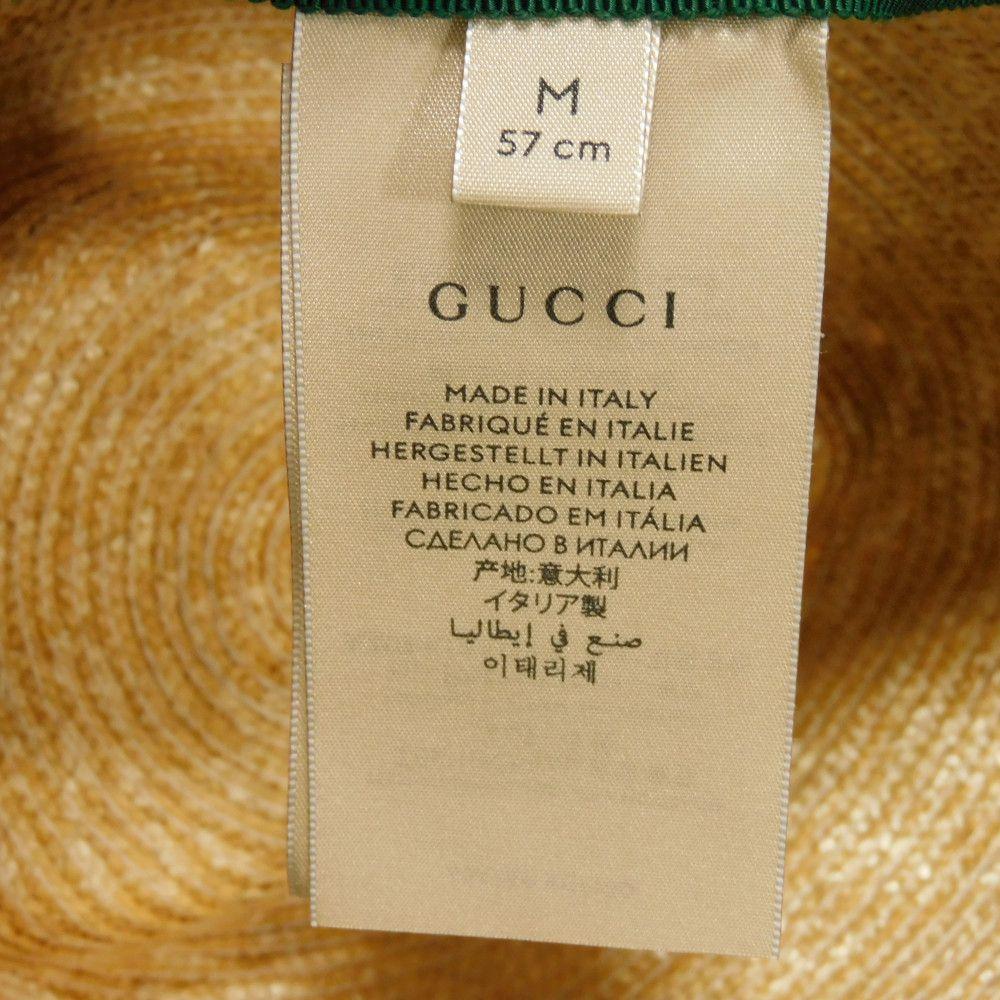 M
57 cm
GUCCI
MADE IN ITALY
FABRIQUÉ EN ITALIE
HERGESTELLT IN ITALIEN
HECHO EN ITALIA
FABRICADO EM ITÁLIA
СДЕЛАНО В ИТАЛИИ
产地:意大利
イタリア製
صنع في إيطاليا
이태리제